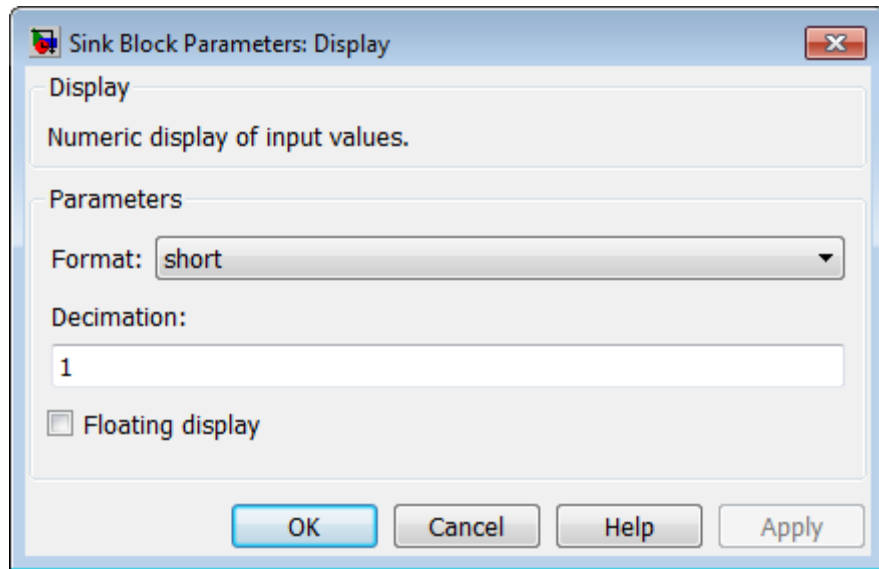 Sink Block Parameters: Display
Display
Numeric display of input values.
Parameters
Format: short
Decimation:
1
Floating display
OK Cancel Help Apply